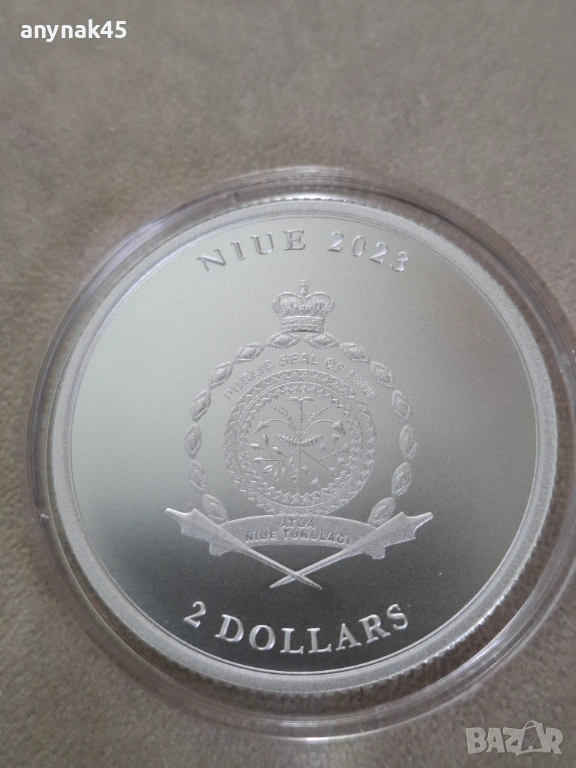 anynak45
NIUE 2023
PUBLIC SEAL OF NIUE
ATUA
NIUE TUKULAGI
2 DOLLARS
BAZAR